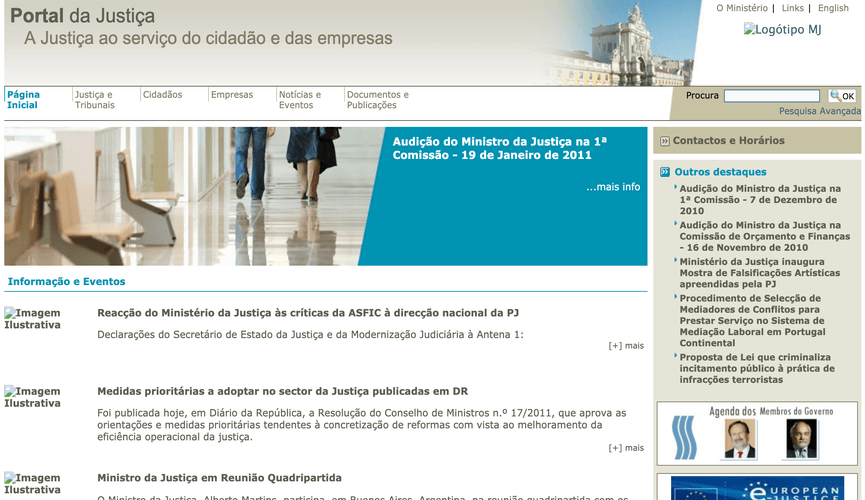 Portal da Justiça
A Justiça ao serviço do cidadão e das empresas
O Ministério | Links | English
Logótipo MJ
Página
Inicial
Justiça e
Tribunais
Cidadãos
Empresas
Notícias e
Eventos
Documentos e
Publicações
Procura
OK
Pesquisa Avançada
Audição do Ministro da Justiça na 1ª
Comissão - 19 de Janeiro de 2011
...mais info
Informação e Eventos
Imagem
Ilustrativa
Reacção do Ministério da Justiça às críticas da ASFIC à direcção nacional da PJ
Declarações do Secretário de Estado da Justiça e da Modernização Judiciária à Antena 1:
[+] mais
Imagem
Ilustrativa
Medidas prioritárias a adoptar no sector da Justiça publicadas em DR
Foi publicada hoje, em Diário da República, a Resolução do Conselho de Ministros n.º 17/2011, que aprova as
orientações e medidas prioritárias tendentes à concretização de reformas com vista ao melhoramento da
eficiência operacional da justiça.
[+] mais
Imagem
Ilustrativa
Ministro da Justiça em Reunião Quadripartida
O Ministro da Justiça, Alberto Martins, participa, em Buenos Aires, Argentina, na reunião quadripartida com os
Contactos e Horários
Outros destaques
Audição do Ministro da Justiça na
1ª Comissão - 7 de Dezembro de
2010
Audição do Ministro da Justiça na
Comissão de Orçamento e Finanças
- 16 de Novembro de 2010
Ministério da Justiça inaugura
Mostra de Falsificações Artísticas
apreendidas pela PJ
Procedimento de Selecção de
Mediadores de Conflitos para
Prestar Serviço no Sistema de
Mediação Laboral em Portugal
Continental
Proposta de Lei que criminaliza
incitamento público à prática de
infracções terroristas
Agenda dos Membros do Governo
EUROPEAN
e-JUSTICE